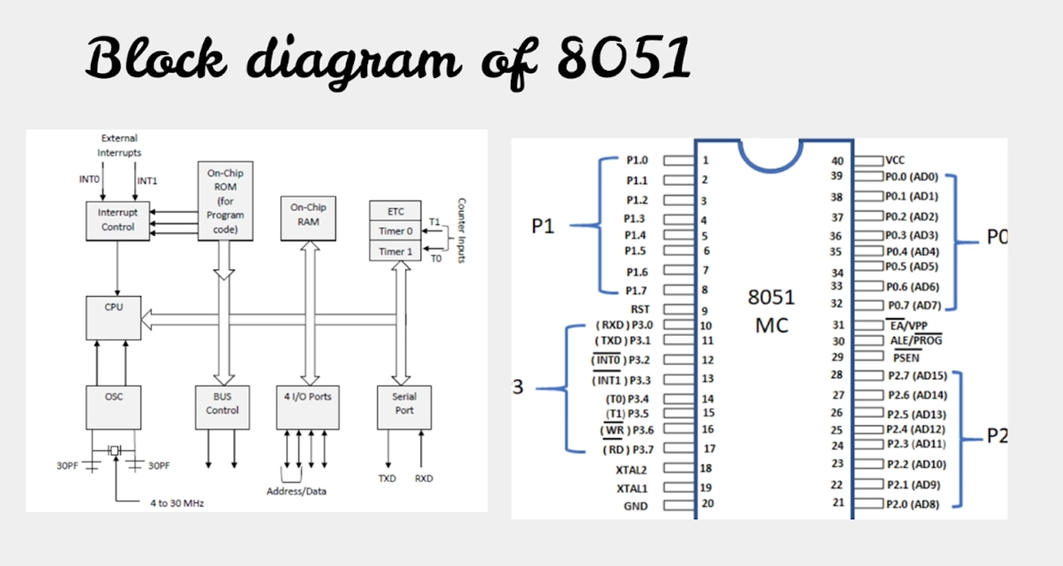 Block diagram of 8051
External
Interrupts
INT0
INT1
Interrupt
Control
On-Chip
ROM
(for
Program
code)
On-Chip
RAM
ETC
Timer 0
Timer 1
T1
T0
Counter Inputs
CPU
OSC
BUS
Control
4 I/O Ports
Serial
Port
30PF
30PF
4 to 30 MHz
Address/Data
TXD
RXD
P1
P1.0
P1.1
P1.2
P1.3
P1.4
P1.5
P1.6
P1.7
RST
3
( RXD ) P3.0
( TXD ) P3.1
(INT0 ) P3.2
(INT1 ) P3.3
(T0) P3.4
(T1) P3.5
( WR ) P3.6
( RD ) P3.7
XTAL2
XTAL1
GND
1
2
3
4
5
6
7
8
9
10
11
12
13
14
15
16
17
18
19
20
8051
MC
40
39
38
37
36
35
34
33
32
31
30
29
28
27
26
25
24
23
22
21
VCC
P0.0 (AD0)
P0.1 (AD1)
P0.2 (AD2)
P0.3 (AD3)
P0.4 (AD4)
P0.5 (AD5)
P0.6 (AD6)
P0.7 (AD7)
P0
EA/VPP
ALE/PROG
PSEN
P2.7 (AD15)
P2.6 (AD14)
P2.5 (AD13)
P2.4 (AD12)
P2.3 (AD11)
P2.2 (AD10)
P2.1 (AD9)
P2.0 (AD8)
P2